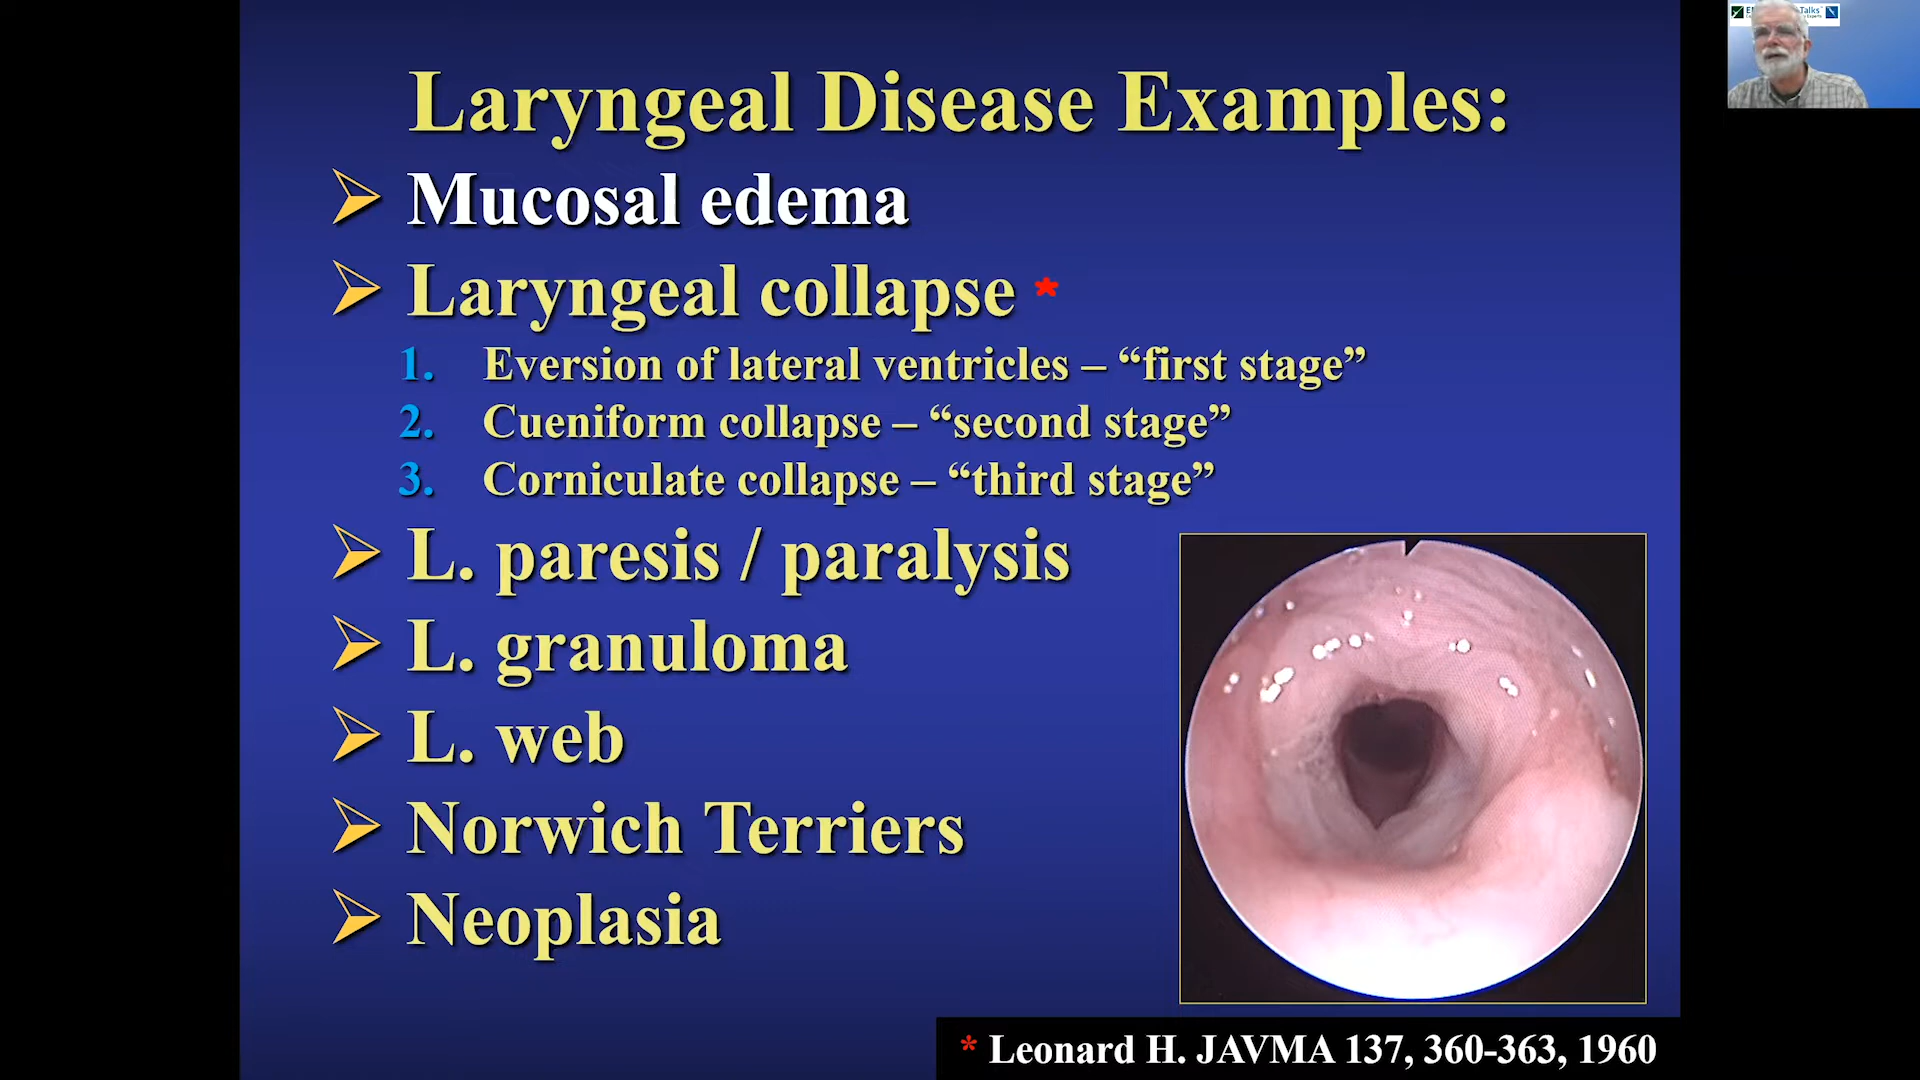 Laryngeal Disease Examples:
Mucosal edema
Laryngeal collapse *
1. Eversion of lateral ventricles – “first stage”
2. Cueniform collapse – “second stage”
3. Corniculate collapse – “third stage”
L. paresis / paralysis
L. granuloma
L. web
Norwich Terriers
Neoplasia
* Leonard H. JAVMA 137, 360-363, 1960
Talks